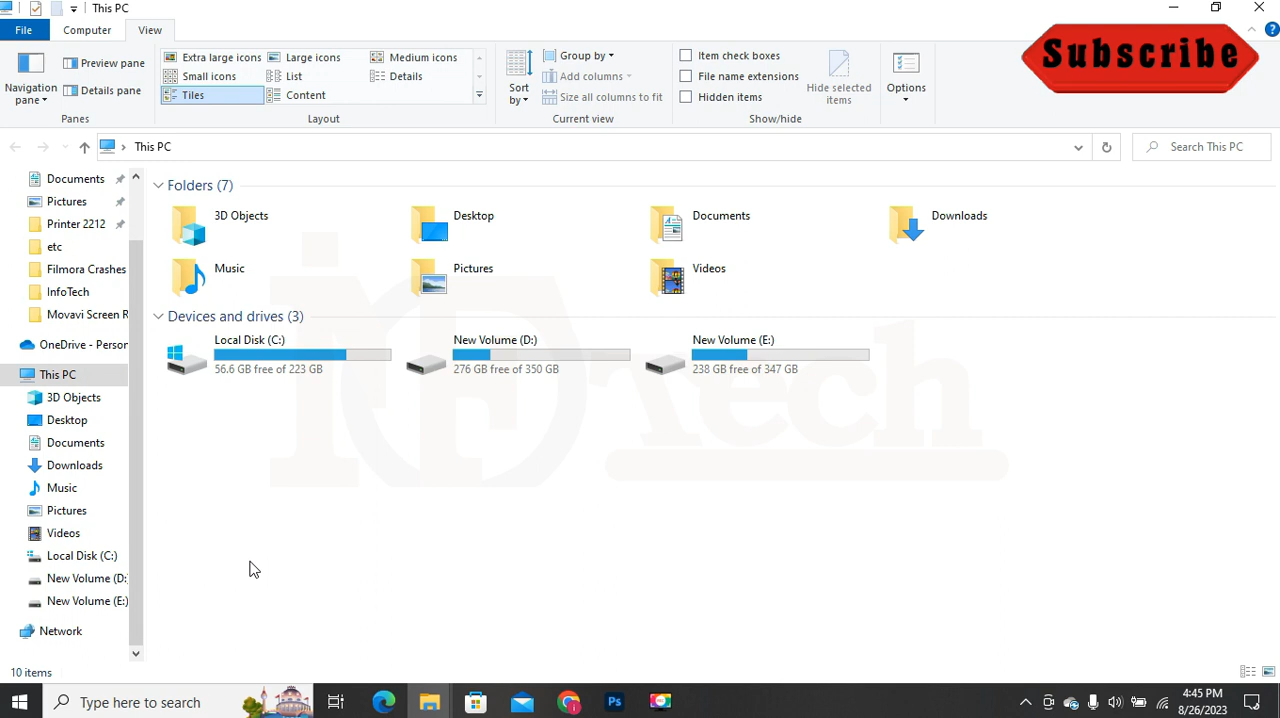 This PC
File Computer View
Navigation pane
Preview pane
Details pane
Panes
Extra large icons Large icons Medium icons
Small icons List Details
Tiles Content
Layout
Sort by
Group by
Add columns
Size all columns to fit
Current view
Item check boxes
File name extensions
Hidden items
Hide selected items
Show/hide
Options
Subscribe
This PC
Search This PC
Documents
Pictures
Printer 2212
etc
Filmora Crashes
InfoTech
Movavi Screen R
OneDrive - Person
This PC
3D Objects
Desktop
Documents
Downloads
Music
Pictures
Videos
Local Disk (C:)
New Volume (D:
New Volume (E:)
Network
Folders (7)
3D Objects Desktop Documents Downloads
Music Pictures Videos
Devices and drives (3)
Local Disk (C:) New Volume (D:) New Volume (E:)
56.6 GB free of 223 GB 276 GB free of 350 GB 238 GB free of 347 GB
Tech
10 items
Type here to search
Ps
4:45 PM
8/26/2023